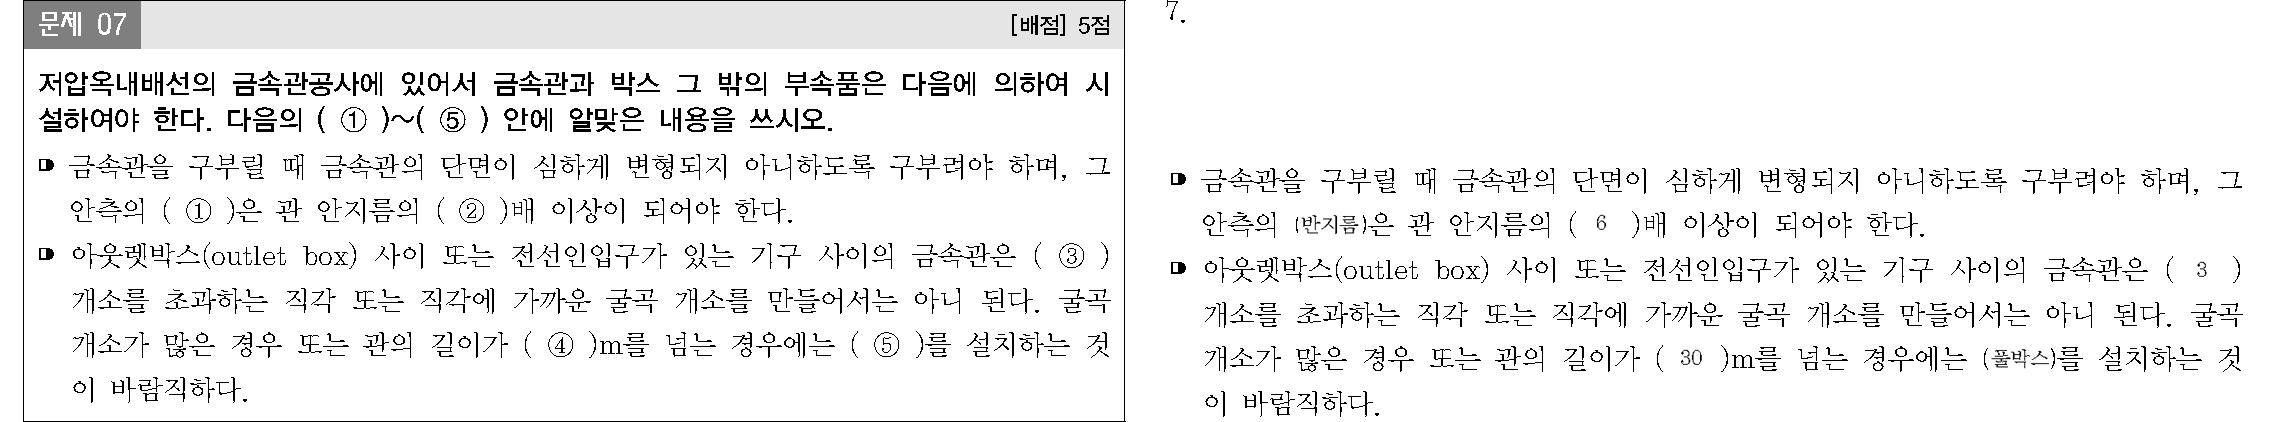 문제 07
[배점] 5점
저압옥내배선의 금속관공사에 있어서 금속관과 박스 그 밖의 부속품은 다음에 의하여 시
설하여야 한다. 다음의 ( ① )~( ⑤ ) 안에 알맞은 내용을 쓰시오.
금속관을 구부릴 때 금속관의 단면이 심하게 변형되지 아니하도록 구부려야 하며, 그
안측의 ( ① )은 관 안지름의 ( ② )배 이상이 되어야 한다.
아웃렛박스(outlet box) 사이 또는 전선인입구가 있는 기구 사이의 금속관은 ( ③ )
개소를 초과하는 직각 또는 직각에 가까운 굴곡 개소를 만들어서는 아니 된다. 굴곡
개소가 많은 경우 또는 관의 길이가 ( ④ )m를 넘는 경우에는 ( ⑤ )를 설치하는 것
이 바람직하다.
7.
금속관을 구부릴 때 금속관의 단면이 심하게 변형되지 아니하도록 구부려야 하며, 그
안측의 (반지름)은 관 안지름의 ( 6 )배 이상이 되어야 한다.
아웃렛박스(outlet box) 사이 또는 전선인입구가 있는 기구 사이의 금속관은 ( 3 )
개소를 초과하는 직각 또는 직각에 가까운 굴곡 개소를 만들어서는 아니 된다. 굴곡
개소가 많은 경우 또는 관의 길이가 ( 30 )m를 넘는 경우에는 (풀박스)를 설치하는 것
이 바람직하다.